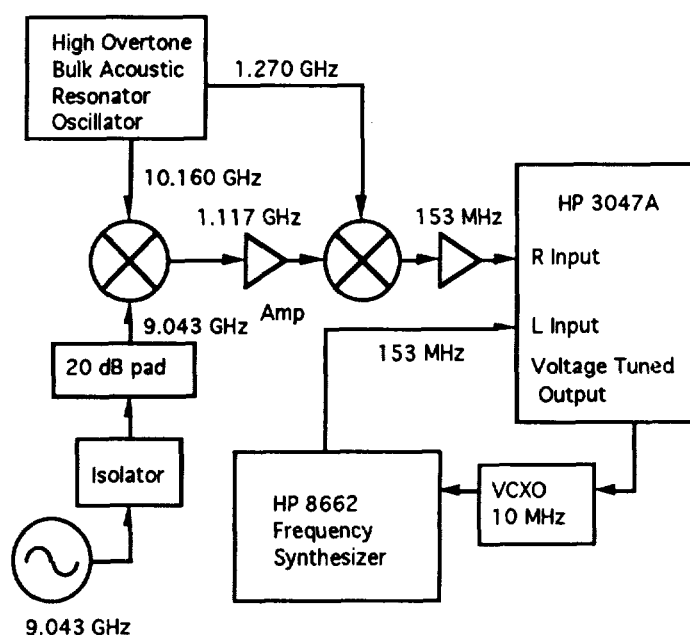 High Overtone
Bulk Acoustic
Resonator
Oscillator
1.270 GHz
10.160 GHz
1.117 GHz
153 MHz
HP 3047A
R Input
Amp
9.043 GHz
L Input
153 MHz
20 dB pad
Voltage Tuned
Output
Isolator
HP 8662
Frequency
Synthesizer
VCXO
10 MHz
9.043 GHz